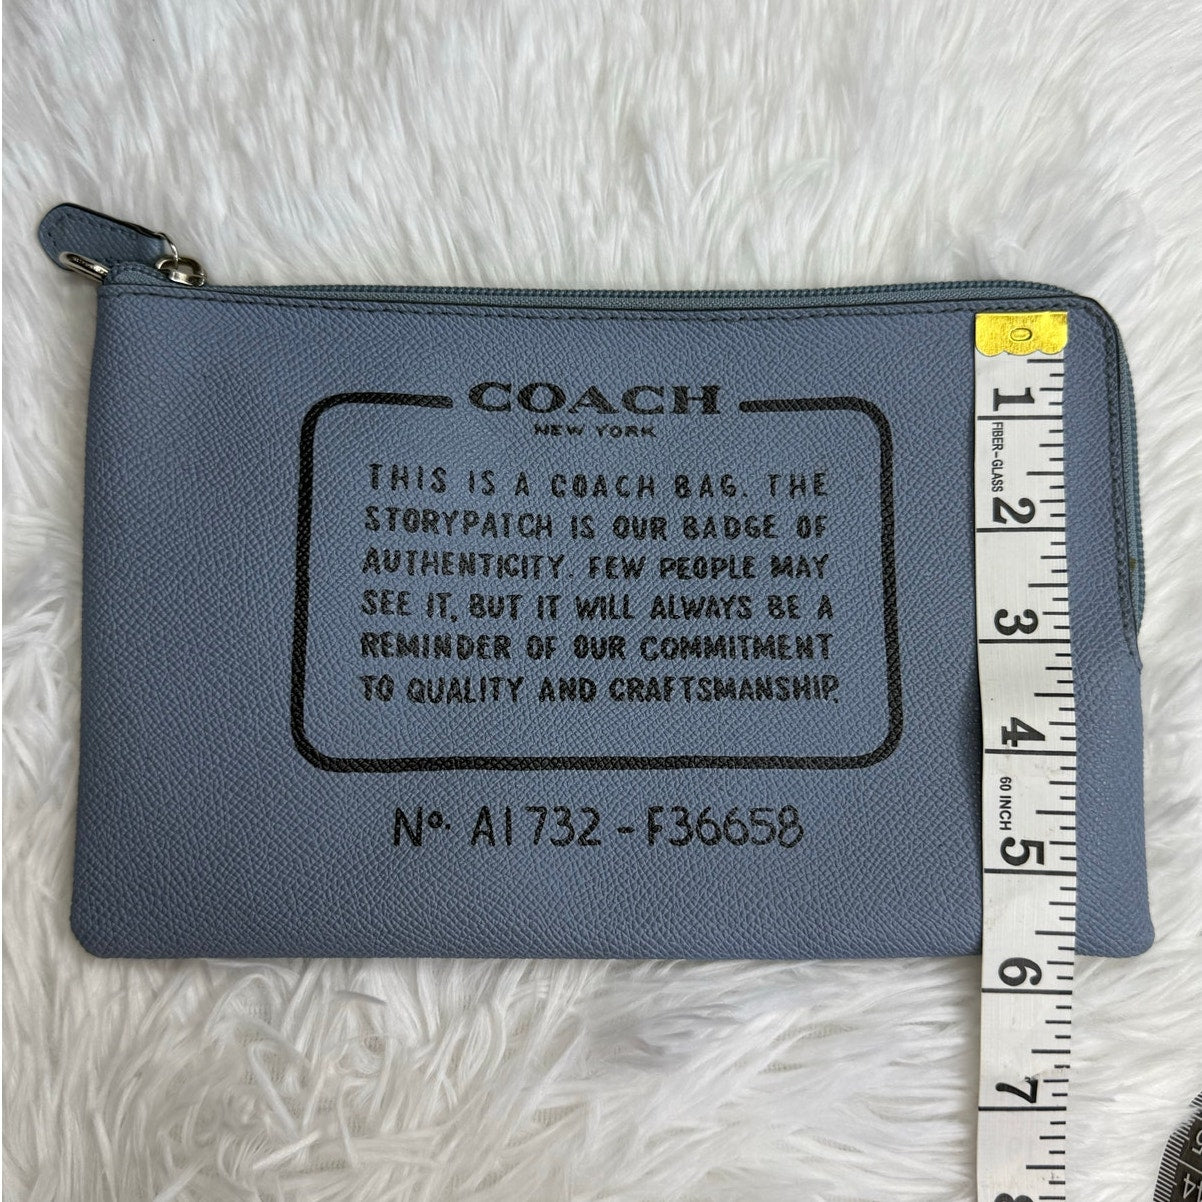 COACH
NEW YORK
THIS IS A COACH BAG. THE
STORYPATCH IS OUR BADGE OF
AUTHENTICITY. FEW PEOPLE MAY
SEE IT, BUT IT WILL ALWAYS BE A
REMINDER OF OUR COMMITMENT
TO QUALITY AND CRAFTSMANSHIP.
Nº. A1732-F36658
0
1
FIBER-GLASS
2
3
4
60 INCH
5
6
7